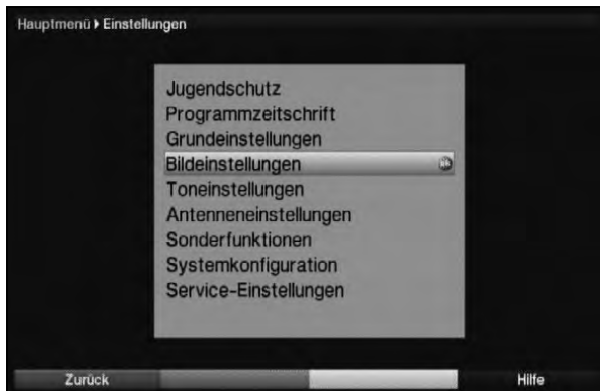 Hauptmenü ▸ Einstellungen
Jugendschutz
Programmzeitschrift
Grundeinstellungen
Bildeinstellungen
Toneinstellungen
Antenneneinstellungen
Sonderfunktionen
Systemkonfiguration
Service-Einstellungen
Zurück
Hilfe